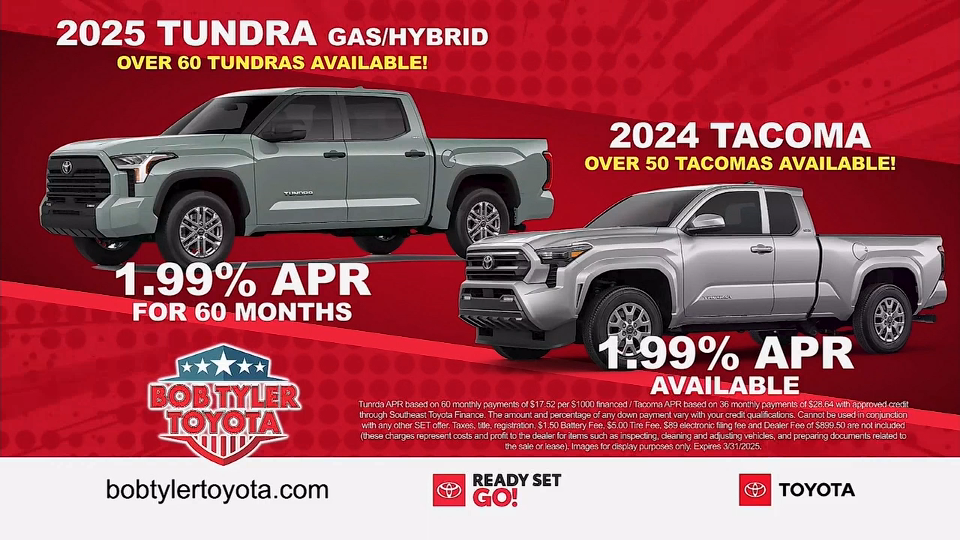 2025 TUNDRA GAS/HYBRID
OVER 60 TUNDRAS AVAILABLE!
2024 TACOMA
OVER 50 TACOMAS AVAILABLE!
1.99% APR
FOR 60 MONTHS
1.99% APR
AVAILABLE
BOB TYLER
TOYOTA
Tunrda APR based on 60 monthly payments of $17.52 per $1000 financed / Tacoma APR based on 36 monthly payments of $28.64 with approved credit
through Southeast Toyota Finance. The amount and percentage of any down payment vary with your credit qualifications. Cannot be used in conjunction
with any other SET offer. Taxes, title, registration, $1.50 Battery Fee, $5.00 Tire Fee, $89 electronic filing fee and Dealer Fee of $899.50 are not included
(these charges represent costs and profit to the dealer for items such as inspecting, cleaning and adjusting vehicles, and preparing documents related to
the sale or lease). Images for display purposes only. Expires 3/31/2025.
bobtylertoyota.com
READY SET
GO!
TOYOTA